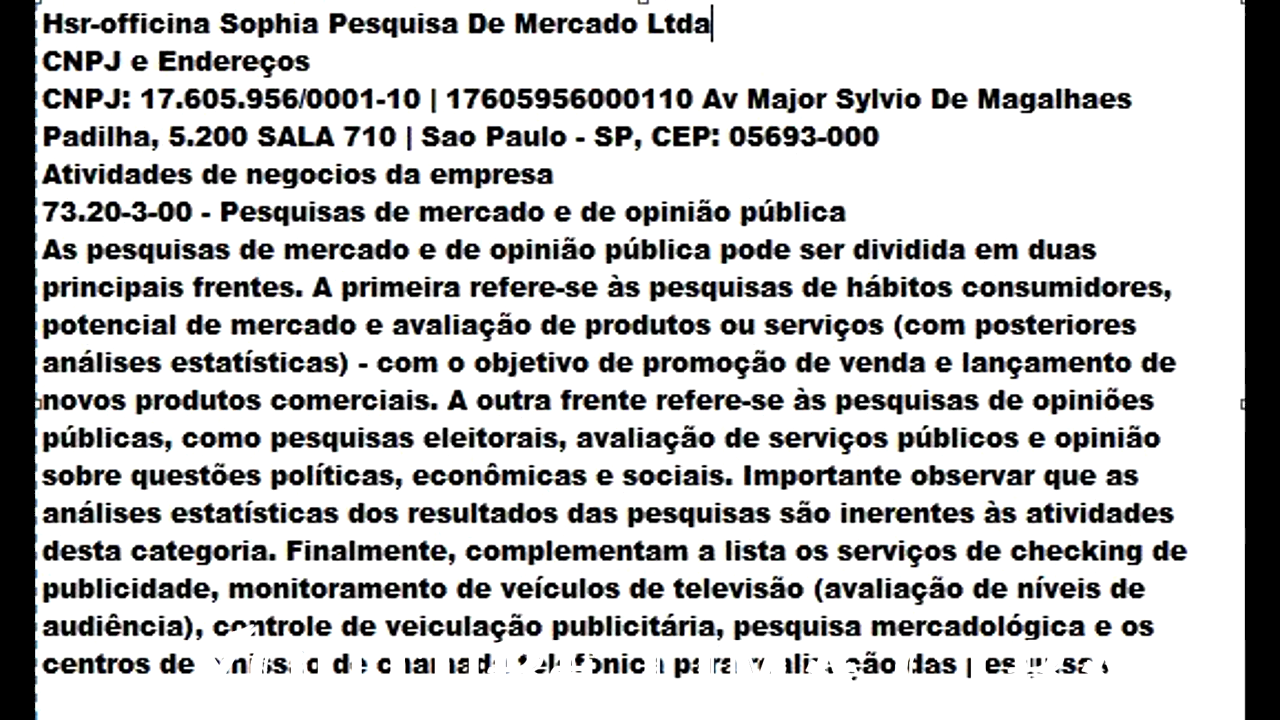 Hsr-officina Sophia Pesquisa De Mercado Ltda
CNPJ e Endereços
CNPJ: 17.605.956/0001-10 | 17605956000110 Av Major Sylvio De Magalhaes
Padilha, 5.200 SALA 710 | Sao Paulo - SP, CEP: 05693-000
Atividades de negocios da empresa
73.20-3-00 - Pesquisas de mercado e de opinião pública
As pesquisas de mercado e de opinião pública pode ser dividida em duas
principais frentes. A primeira refere-se às pesquisas de hábitos consumidores,
potencial de mercado e avaliação de produtos ou serviços (com posteriores
análises estatísticas) - com o objetivo de promoção de venda e lançamento de
novos produtos comerciais. A outra frente refere-se às pesquisas de opiniões
públicas, como pesquisas eleitorais, avaliação de serviços públicos e opinião
sobre questões políticas, econômicas e sociais. Importante observar que as
análises estatísticas dos resultados das pesquisas são inerentes às atividades
desta categoria. Finalmente, complementam a lista os serviços de checking de
publicidade, monitoramento de veículos de televisão (avaliação de níveis de
audiência), controle de veiculação publicitária, pesquisa mercadológica e os
centros de emissão de chamada telefônica para realização das pesquisas